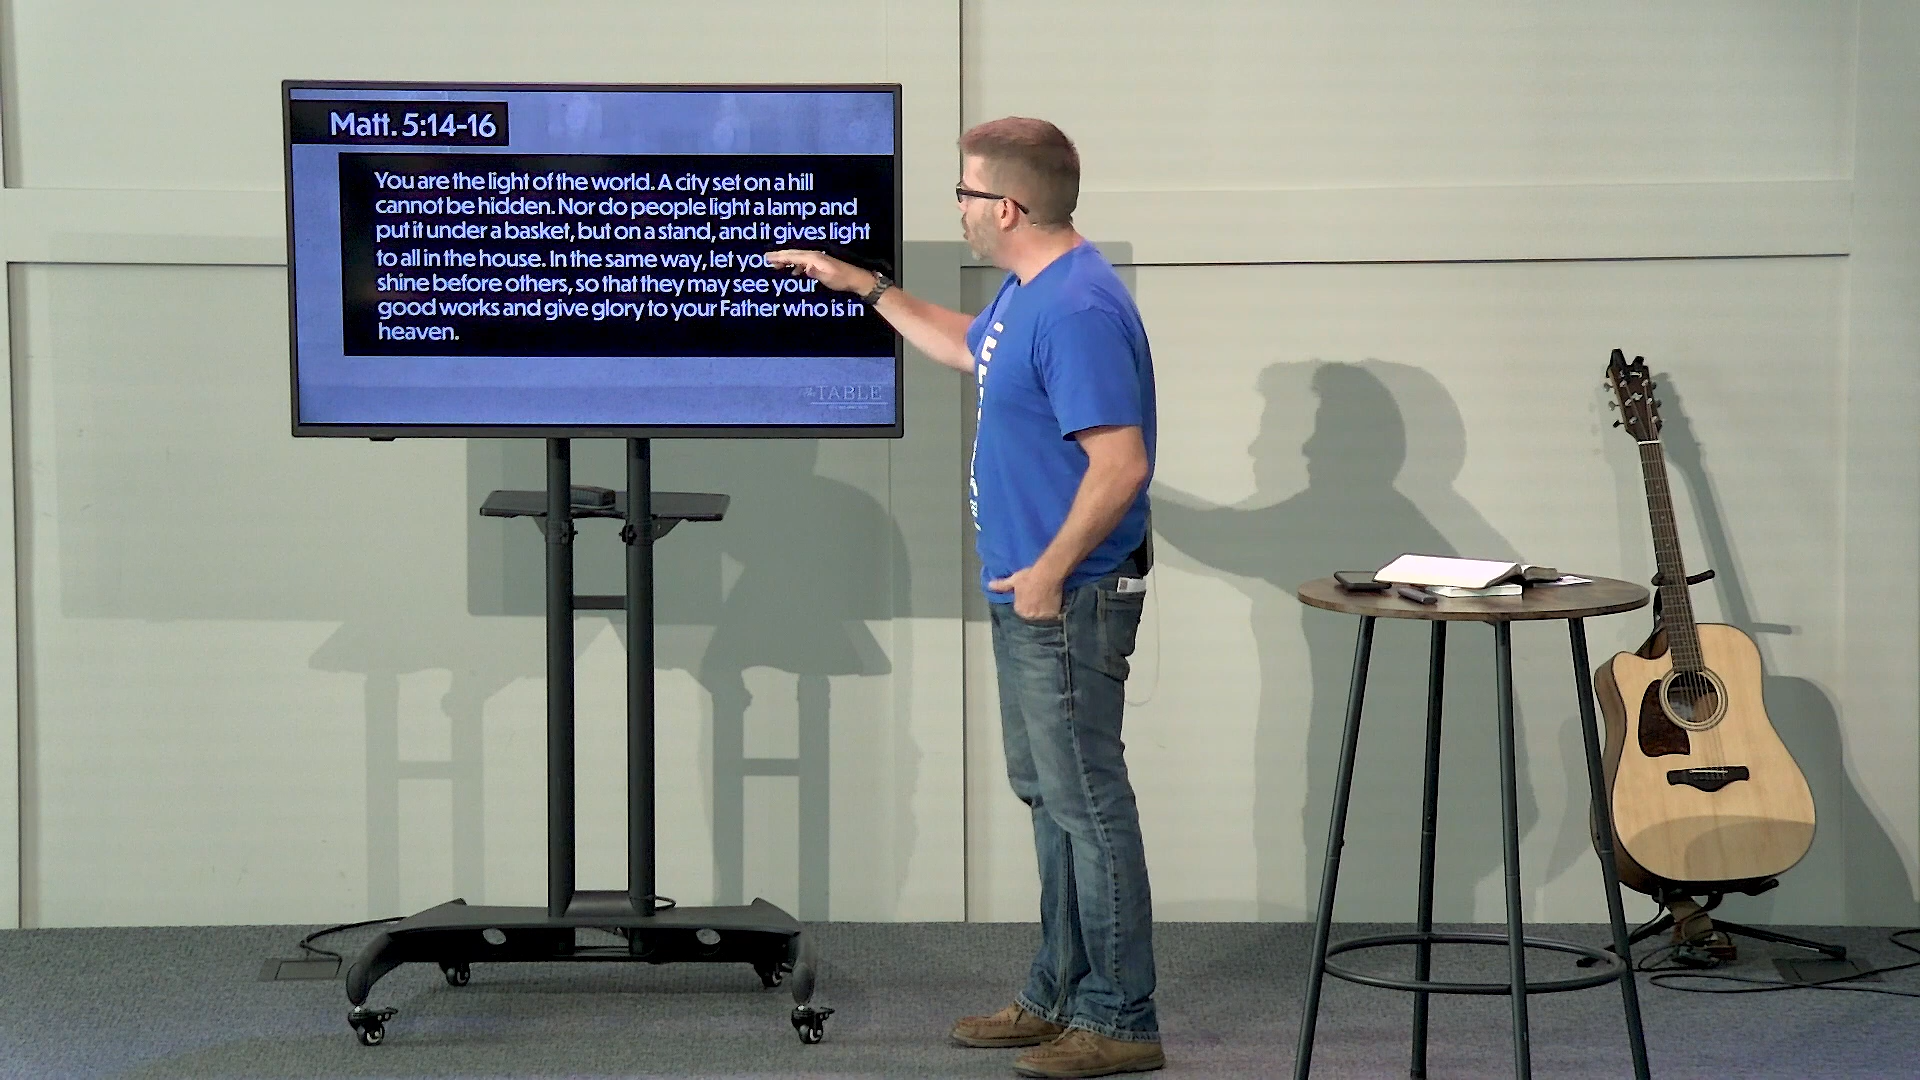 Matt. 5:14-16
You are the light of the world. A city set on a hill
cannot be hidden. Nor do people light a lamp and
put it under a basket, but on a stand, and it gives light
to all in the house. In the same way, let
shine before others, so that they may see your
good works and give glory to your Father who is in
heaven.
The TABLE